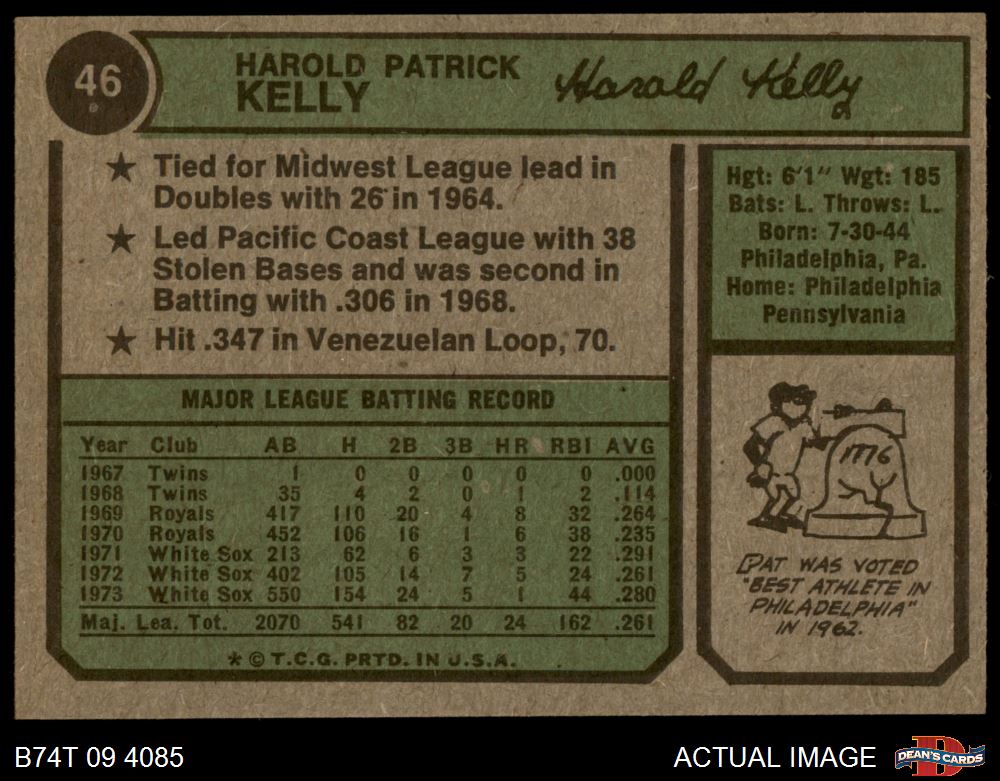 46
HAROLD PATRICK
KELLY
Harold Kelly
★ Tied for Midwest League lead in
Doubles with 26 in 1964.
★ Led Pacific Coast League with 38
Stolen Bases and was second in
Batting with .306 in 1968.
★ Hit .347 in Venezuelan Loop, 70.
Hgt: 6'1" Wgt: 185
Bats: L. Throws: L.
Born: 7-30-44
Philadelphia, Pa.
Home: Philadelphia
Pennsylvania
MAJOR LEAGUE BATTING RECORD
Year Club AB H 2B 3B HR RBI AVG
1967 Twins 1 0 0 0 0 0 .000
1968 Twins 35 4 2 0 1 2 .114
1969 Royals 417 110 20 4 8 32 .264
1970 Royals 452 106 16 1 6 38 .235
1971 White Sox 213 62 6 3 3 22 .291
1972 White Sox 402 105 14 7 5 24 .261
1973 White Sox 550 154 24 5 1 44 .280
Maj. Lea. Tot. 2070 541 82 20 24 162 .261
* © T.C.G. PRTD. IN U.S.A.
1776
PAT WAS VOTED
"BEST ATHLETE IN
PHILADELPHIA"
IN 1962.
B74T 09 4085
ACTUAL IMAGE
D
DEAN'S CARDS